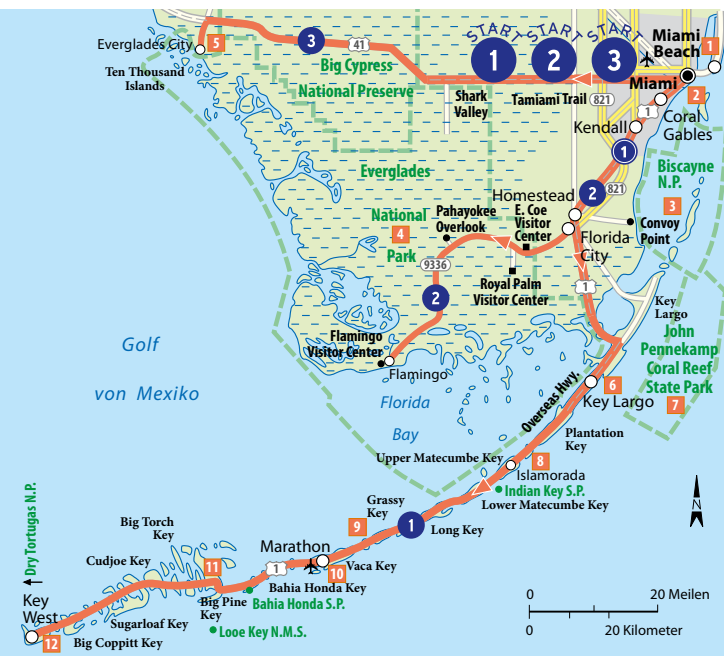 START
START
START
1
2
3
Miami
Beach
1
Everglades City
5
3
41
Big Cypress
National Preserve
Ten Thousand
Islands
Shark
Valley
Tamiami Trail
821
Miami
2
1
Coral
Gables
Kendall
1
Everglades
National
4
Park
Biscayne
N.P.
3
Convoy
Point
2
821
Homestead
Pahayokee
Overlook
E. Coe
Visitor
Center
Florida
City
9336
Royal Palm
Visitor Center
1
2
Key
Largo
Flamingo
Visitor Center
Flamingo
John
Pennekamp
Coral Reef
State Park
7
Golf
von Mexiko
Florida
Bay
Overseas Hwy.
6
Key Largo
Plantation
Key
Upper Matecumbe Key
8
Islamorada
Indian Key S.P.
Lower Matecumbe Key
N
Dry Tortugas N.P.
Big Torch
Key
Grassy
Key
9
1
Long Key
Cudjoe Key
11
Marathon
1
10
Vaca Key
Bahia Honda Key
Bahia Honda S.P.
Big Pine
Key
Key
West
12
Sugarloaf Key
Big Coppitt Key
Looe Key N.M.S.
0
20 Meilen
0
20 Kilometer